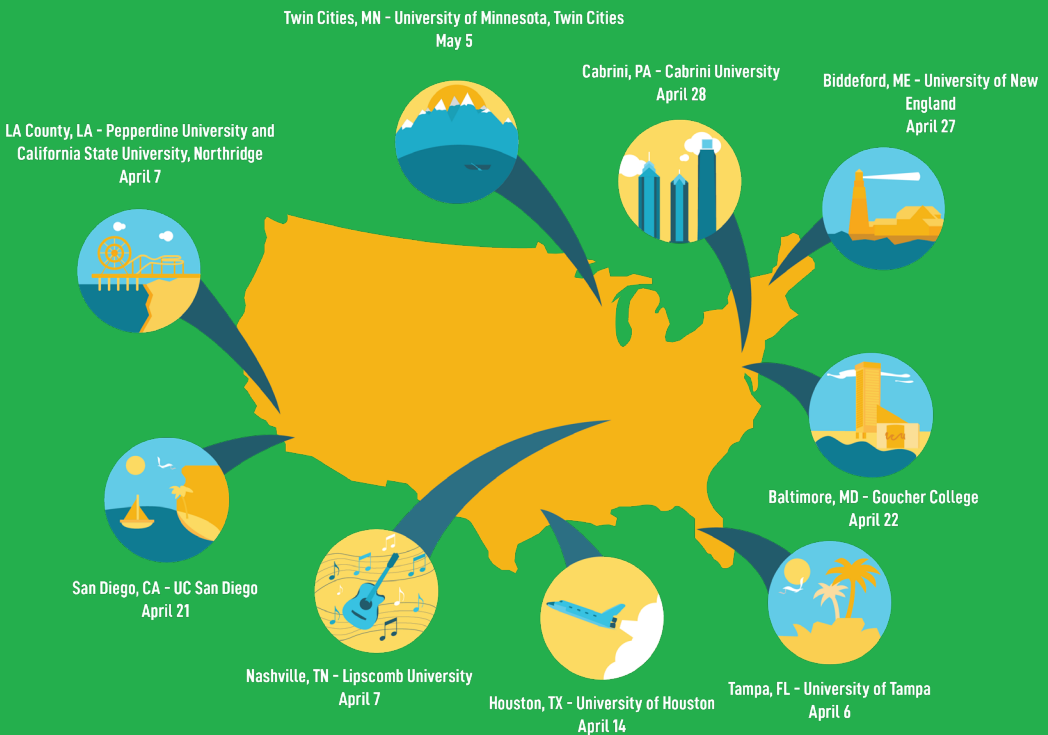 Twin Cities, MN - University of Minnesota, Twin Cities
May 5
Cabrini, PA - Cabrini University
April 28
Biddeford, ME - University of New
England
April 27
LA County, LA - Pepperdine University and
California State University, Northridge
April 7
Baltimore, MD - Goucher College
April 22
San Diego, CA - UC San Diego
April 21
Nashville, TN - Lipscomb University
April 7
Houston, TX - University of Houston
April 14
Tampa, FL - University of Tampa
April 6